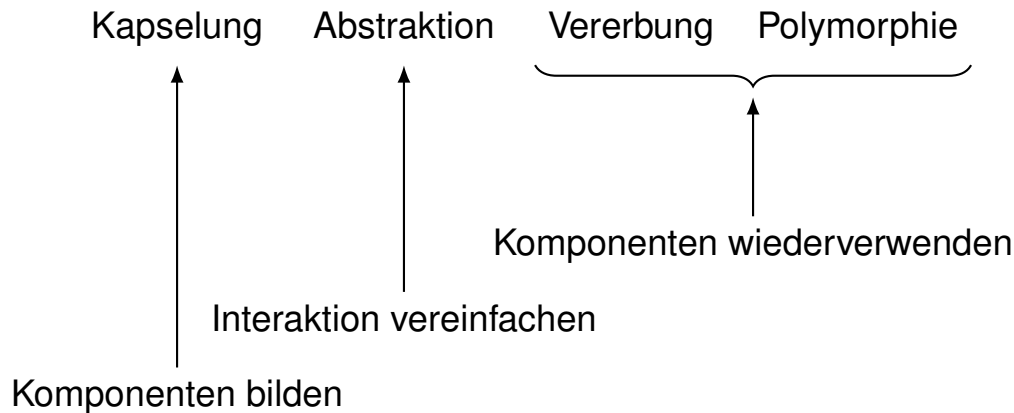 Kapselung Abstraktion Vererbung Polymorphie
Komponenten wiederverwenden
Interaktion vereinfachen
Komponenten bilden